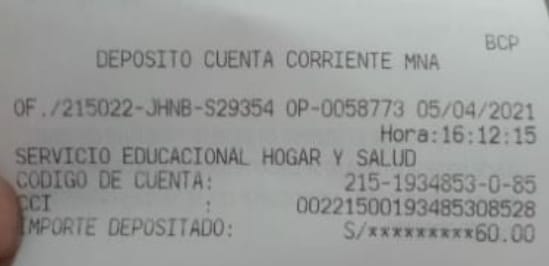 BCP
DEPOSITO CUENTA CORRIENTE MNA
OF./215022-JHNB-S29354 OP-0058773 05/04/2021
Hora:16:12:15
SERVICIO EDUCACIONAL HOGAR Y SALUD
CODIGO DE CUENTA: 215-1934853-0-85
CCI : 00221500193485308528
IMPORTE DEPOSITADO: S/*********60.00